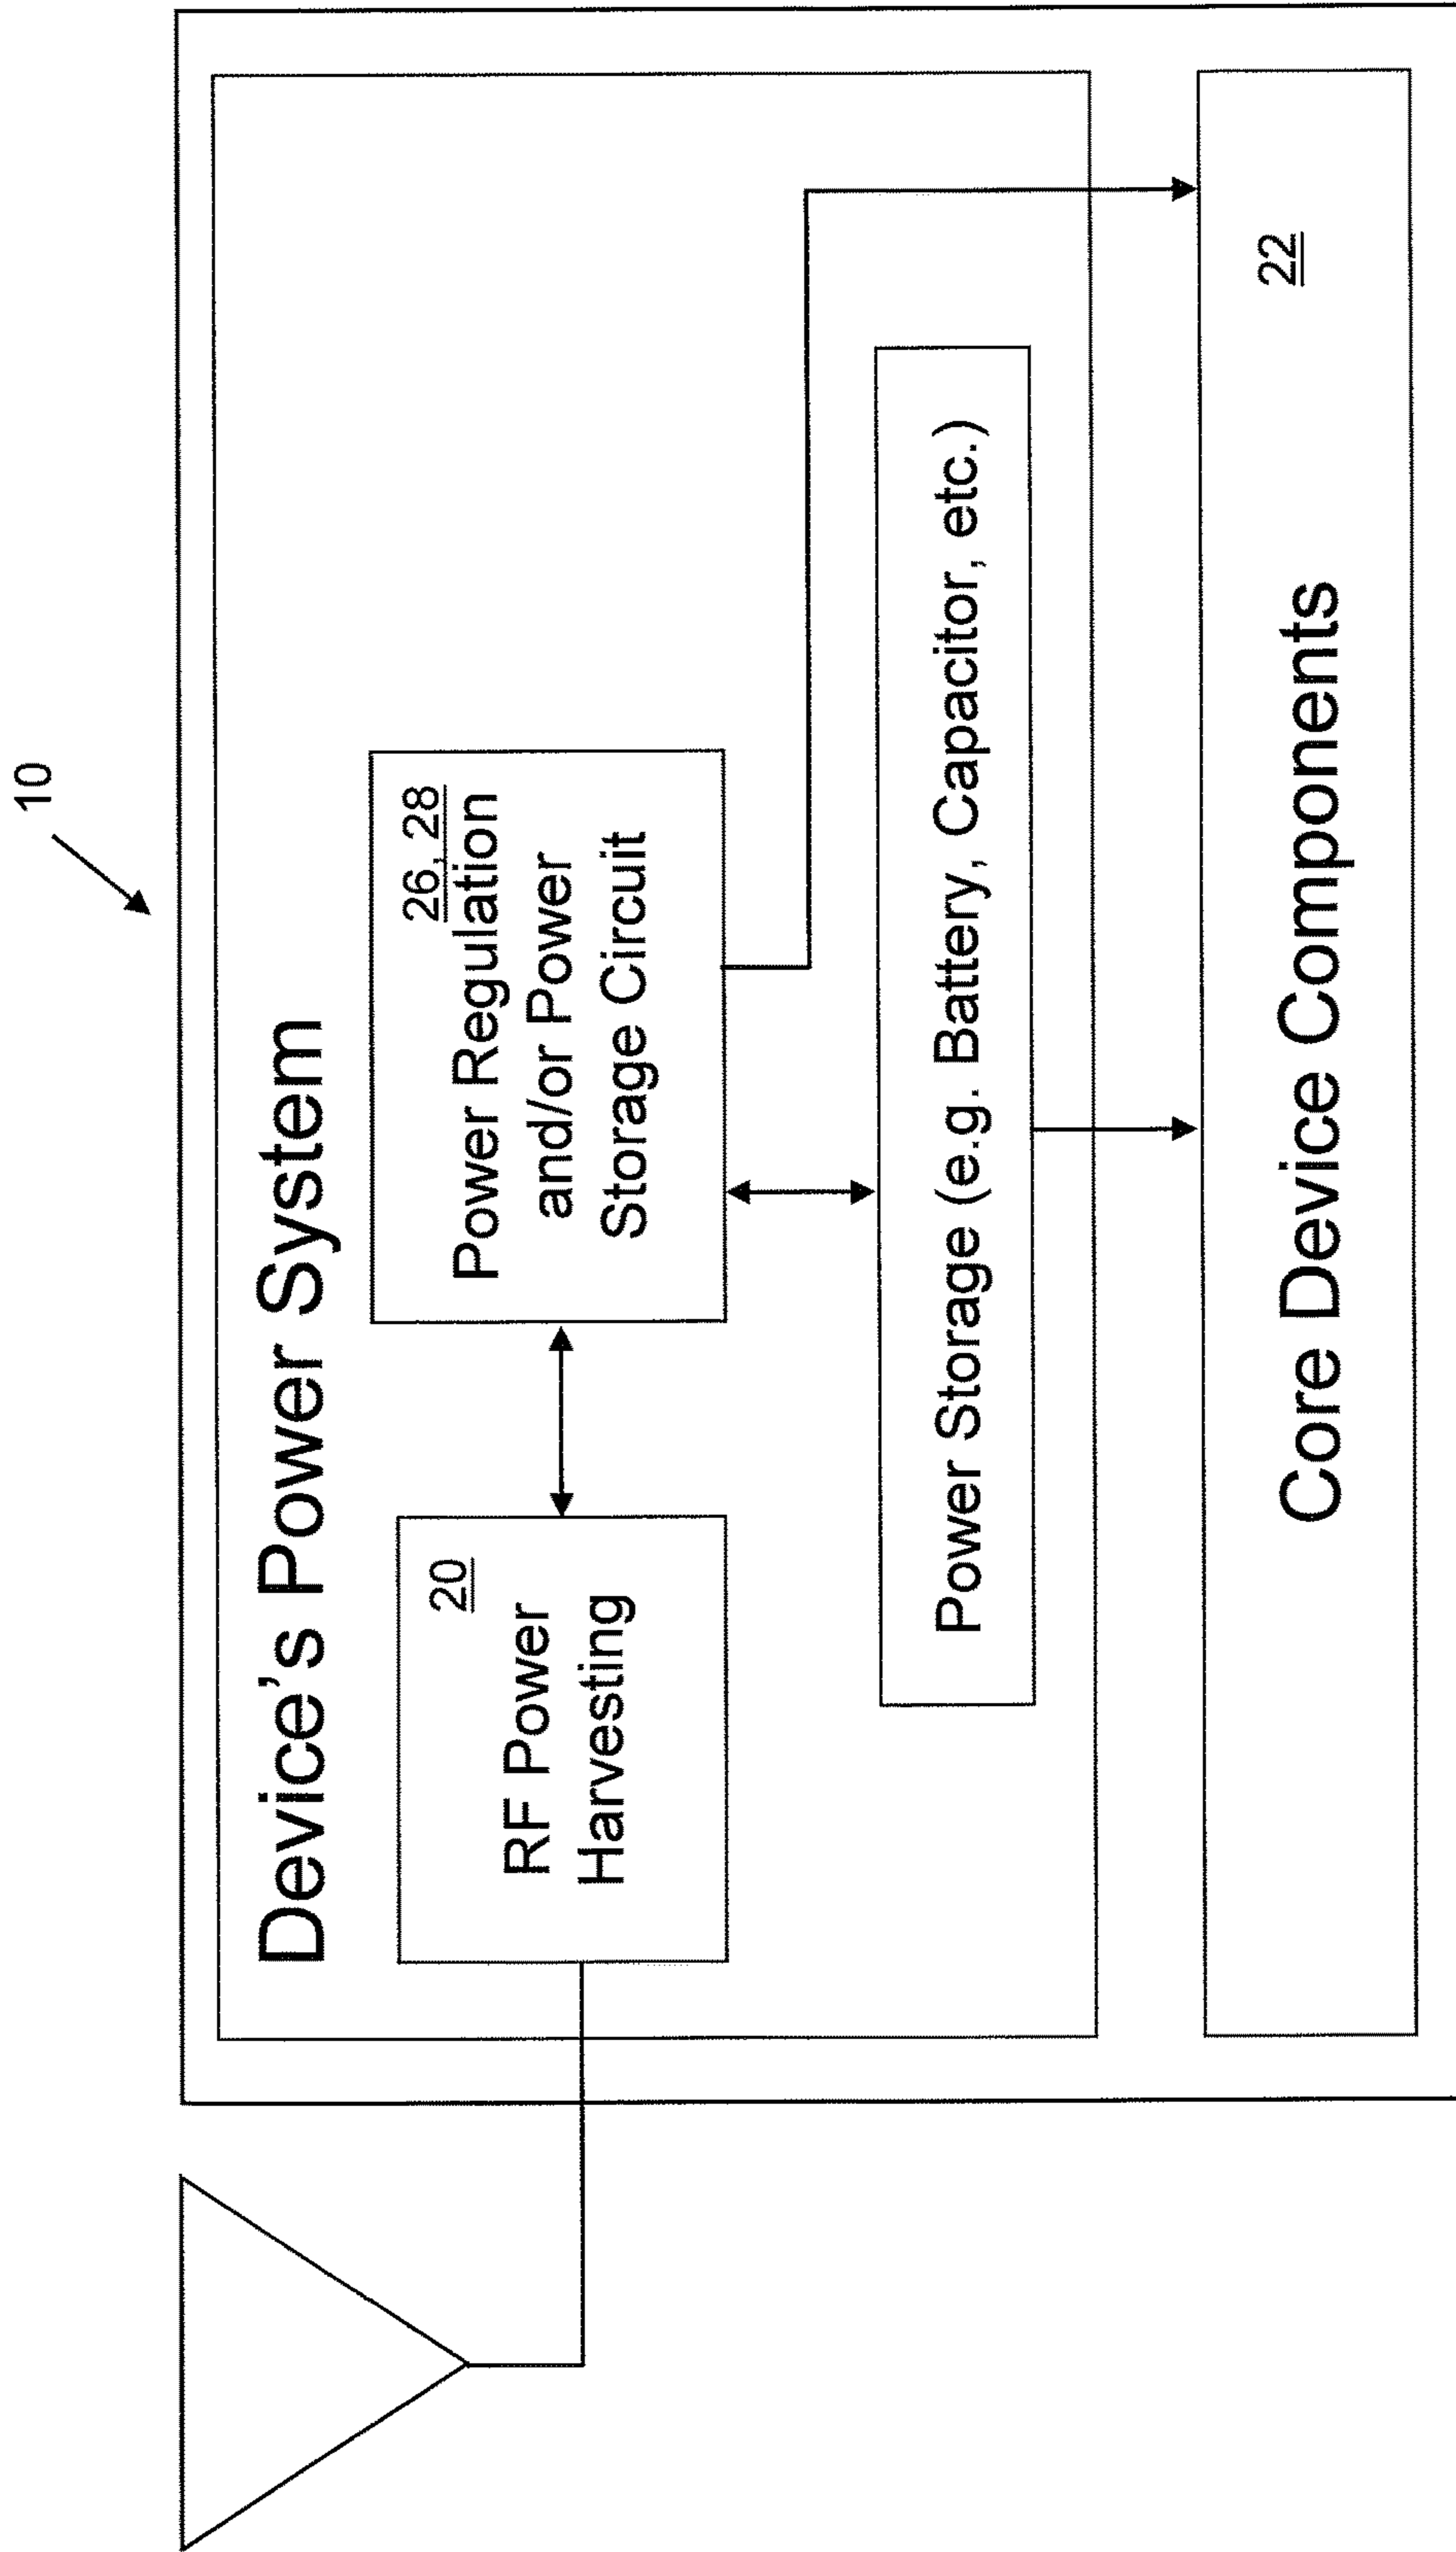 10
Device's Power System
20
RF Power
Harvesting
26, 28
Power Regulation
and/or Power
Storage Circuit
Power Storage (e.g. Battery, Capacitor, etc.)
22
Core Device Components